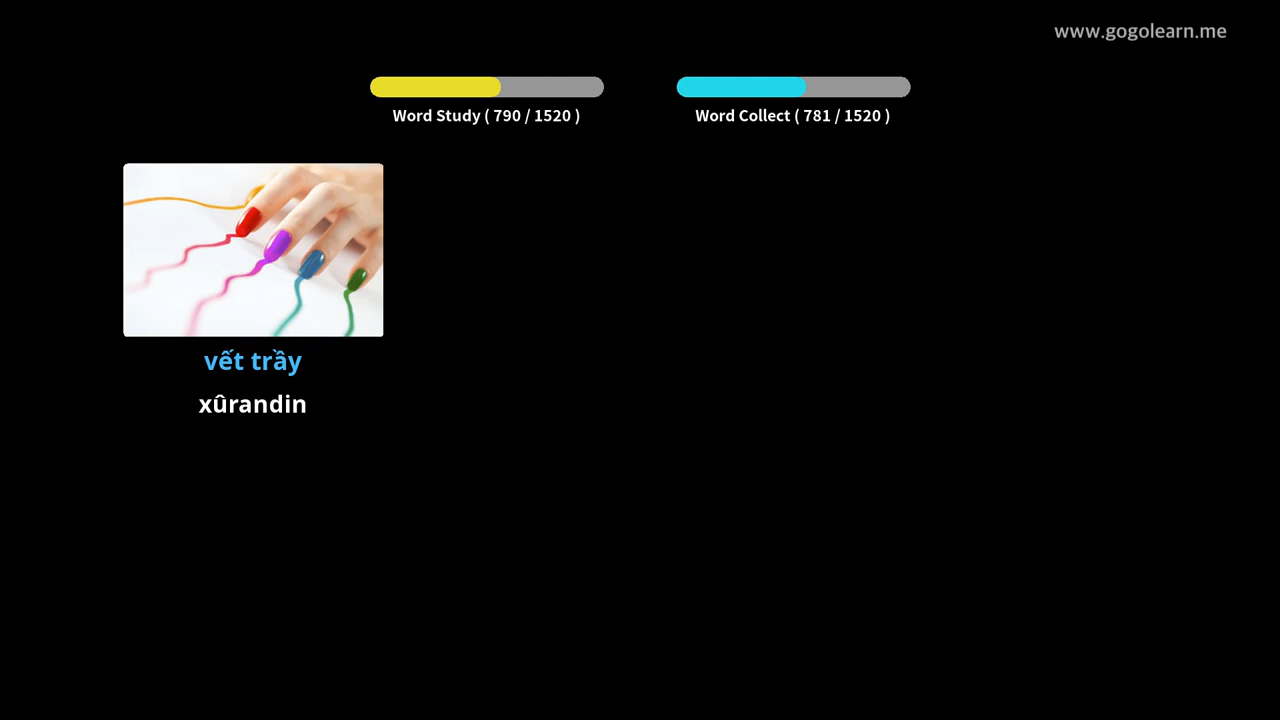 www.gogolearn.me
Word Study ( 790 / 1520 )
Word Collect ( 781 / 1520 )
vết trầy
xûrandin